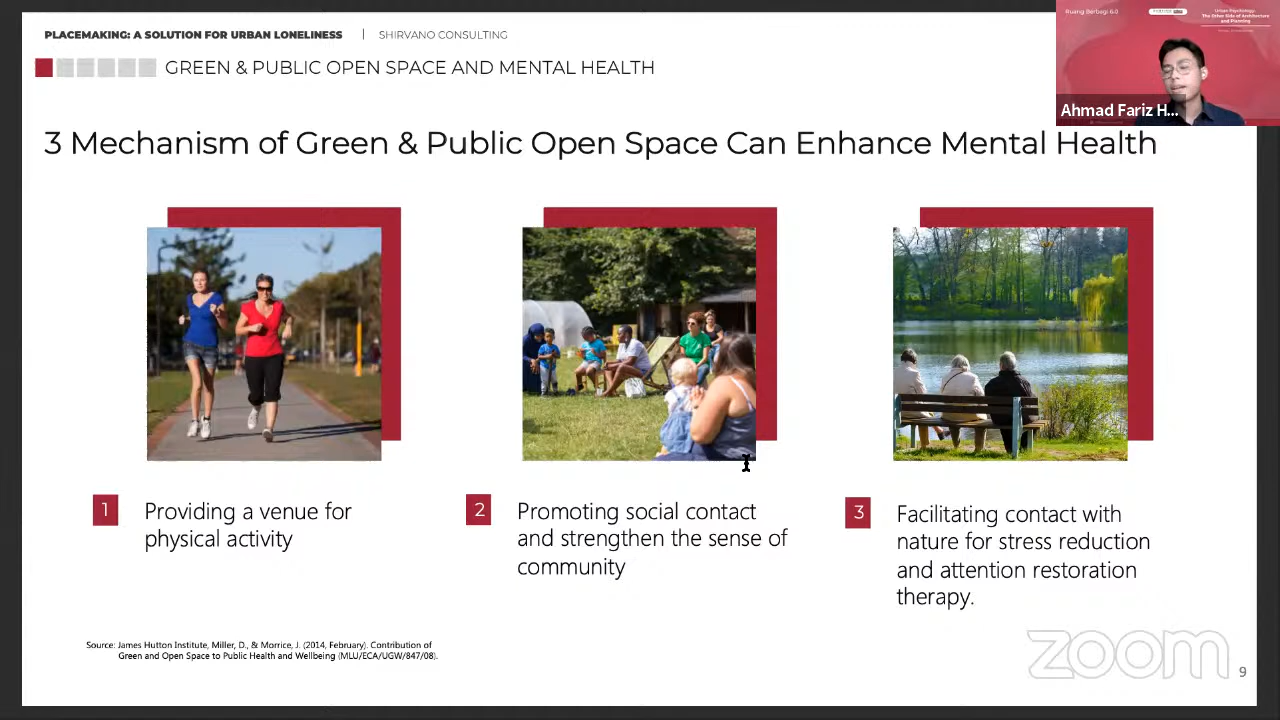 PLACEMAKING: A SOLUTION FOR URBAN LONELINESS | SHIRVANO CONSULTING
GREEN & PUBLIC OPEN SPACE AND MENTAL HEALTH
Ruang Berbagi 6.0
Urban Psychology:
The Other Side of Architecture
and Planning
Ahmad Fariz H...
3 Mechanism of Green & Public Open Space Can Enhance Mental Health
1
Providing a venue for
physical activity
2
Promoting social contact
and strengthen the sense of
community
3
Facilitating contact with
nature for stress reduction
and attention restoration
therapy.
Source: James Hutton Institute, Miller, D., & Morrice, J. (2014, February). Contribution of
Green and Open Space to Public Health and Wellbeing (MLU/ECA/UGW/847/08).
zoom
9